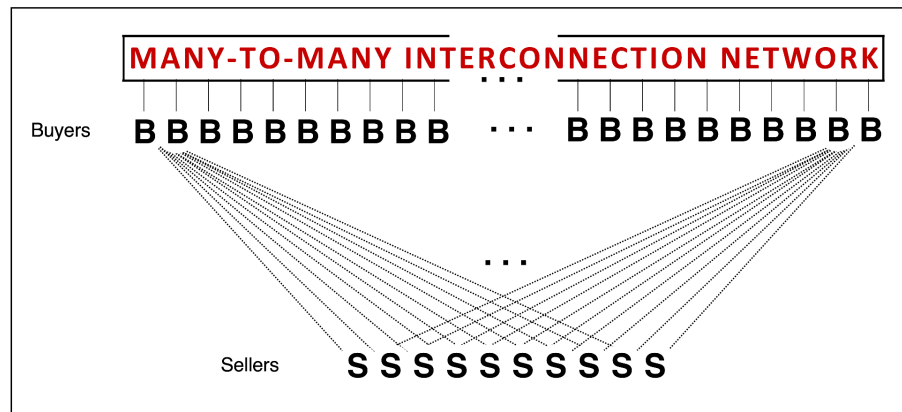 MANY-TO-MANY INTERCONNECTION NETWORK
. . .
Buyers B B B B B B B B B B . . . B B B B B B B B B B
. . .
Sellers S S S S S S S S S S